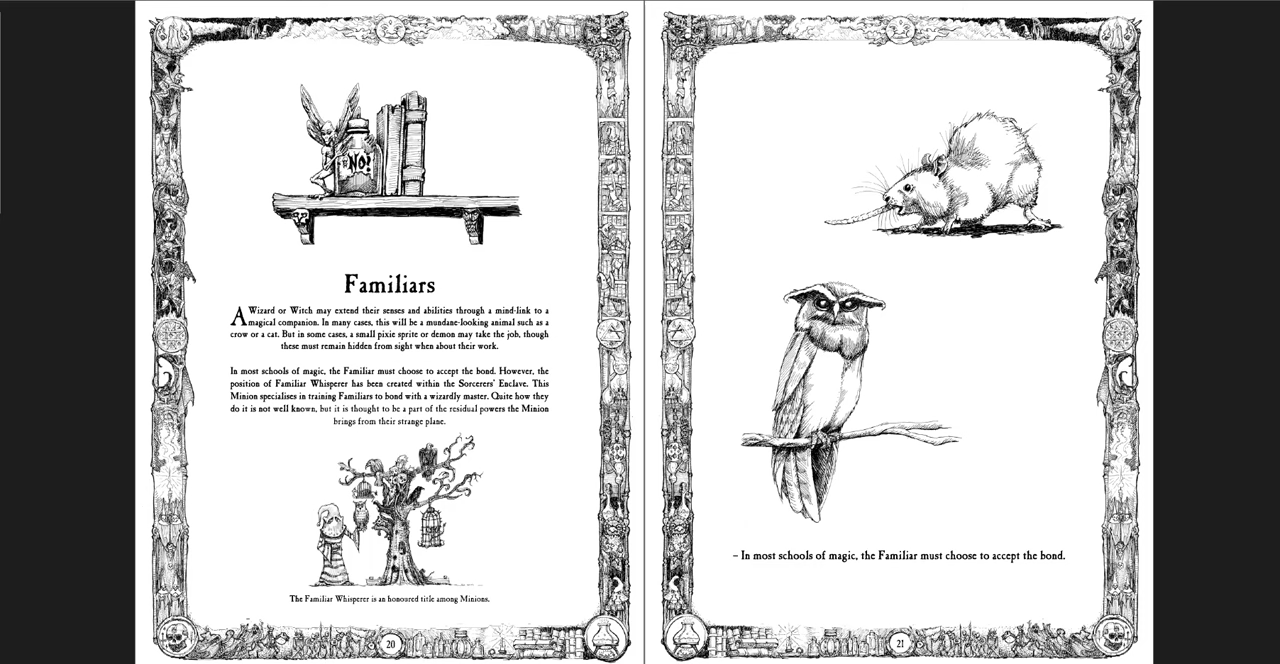 NO!
Familiars
A Wizard or Witch may extend their senses and abilities through a mind-link to a
magical companion. In many cases, this will be a mundane-looking animal such as a
crow or a cat. But in some cases, a small pixie sprite or demon may take the job, though
these must remain hidden from sight when about their work.
In most schools of magic, the Familiar must choose to accept the bond. However, the
position of Familiar Whisperer has been created within the Sorcerers' Enclave. This
Minion specialises in training Familiars to bond with a wizardly master. Quite how they
do it is not well known, but it is thought to be a part of the residual powers the Minion
brings from their strange plane.
The Familiar Whisperer is an honoured title among Minions.
20
– In most schools of magic, the Familiar must choose to accept the bond.
21